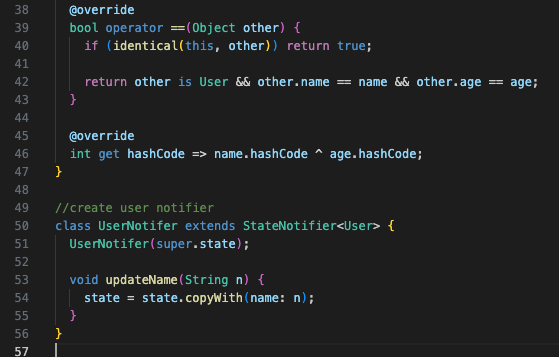 38 @override
39 bool operator ==(Object other) {
40 if (identical(this, other)) return true;
41
42 return other is User && other.name == name && other.age == age;
43 }
44
45 @override
46 int get hashCode => name.hashCode ^ age.hashCode;
47 }
48
49 //create user notifier
50 class UserNotifer extends StateNotifier<User> {
51 UserNotifer(super.state);
52
53 void updateName(String n) {
54 state = state.copyWith(name: n);
55 }
56 }
57